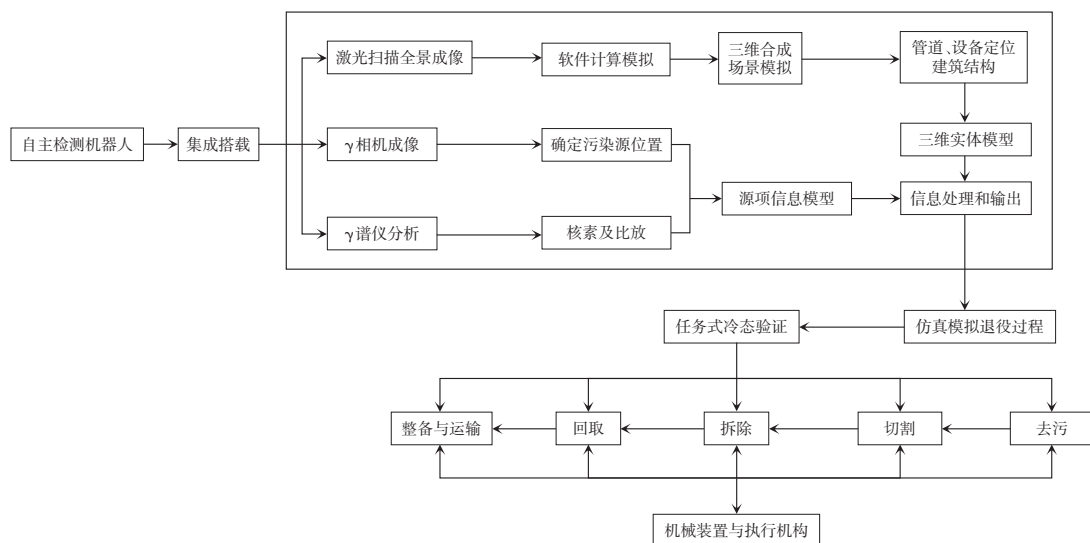 激光扫描全景成像
软件计算模拟
三维合成
场景模拟
管道、设备定位
建筑结构
自主检测机器人
集成搭载
γ相机成像
确定污染源位置
三维实体模型
源项信息模型
信息处理和输出
γ谱仪分析
核素及比放
任务式冷态验证
仿真模拟退役过程
整备与运输
回取
拆除
切割
去污
机械装置与执行机构